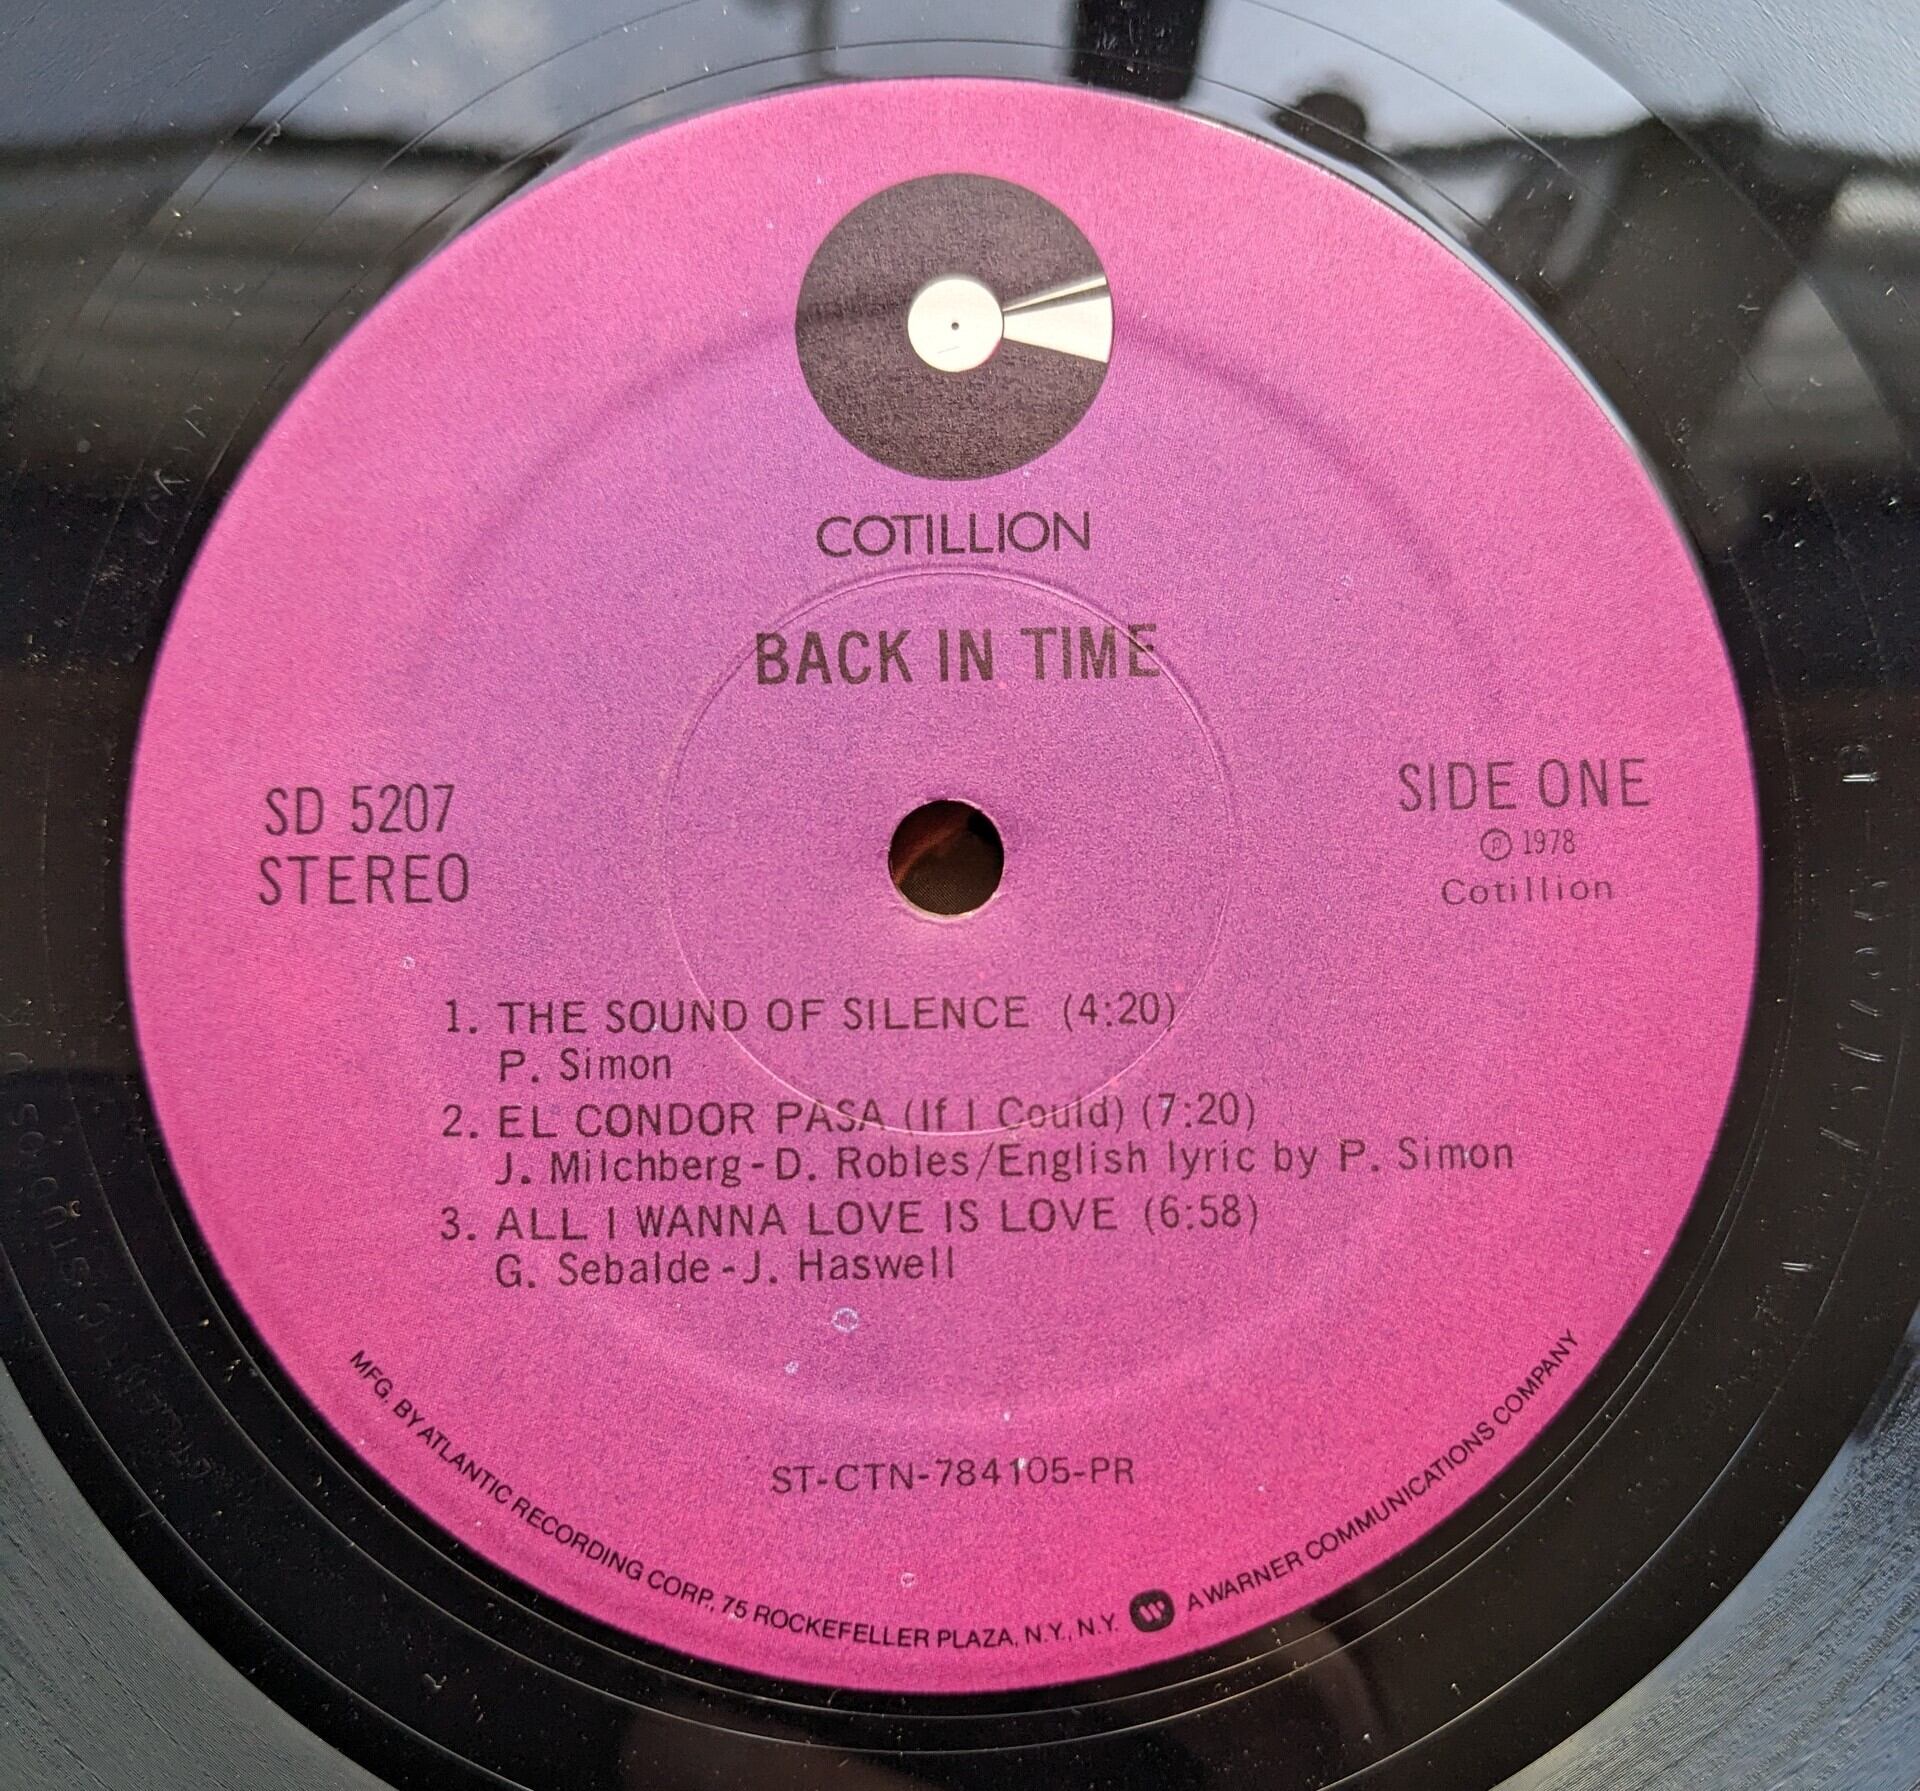 COTILLION
BACK IN TIME
SD 5207
STEREO
SIDE ONE
Ⓟ 1978
Cotillion
1. THE SOUND OF SILENCE (4:20)
P. Simon
2. EL CONDOR PASA (If I Could) (7:20)
J. Milchberg-D. Robles/English lyric by P. Simon
3. ALL I WANNA LOVE IS LOVE (6:58)
G. Sebalde-J. Haswell
ST-CTN-784105-PR
MFG. BY ATLANTIC RECORDING CORP., 75 ROCKEFELLER PLAZA, N.Y., N.Y. A WARNER COMMUNICATIONS COMPANY